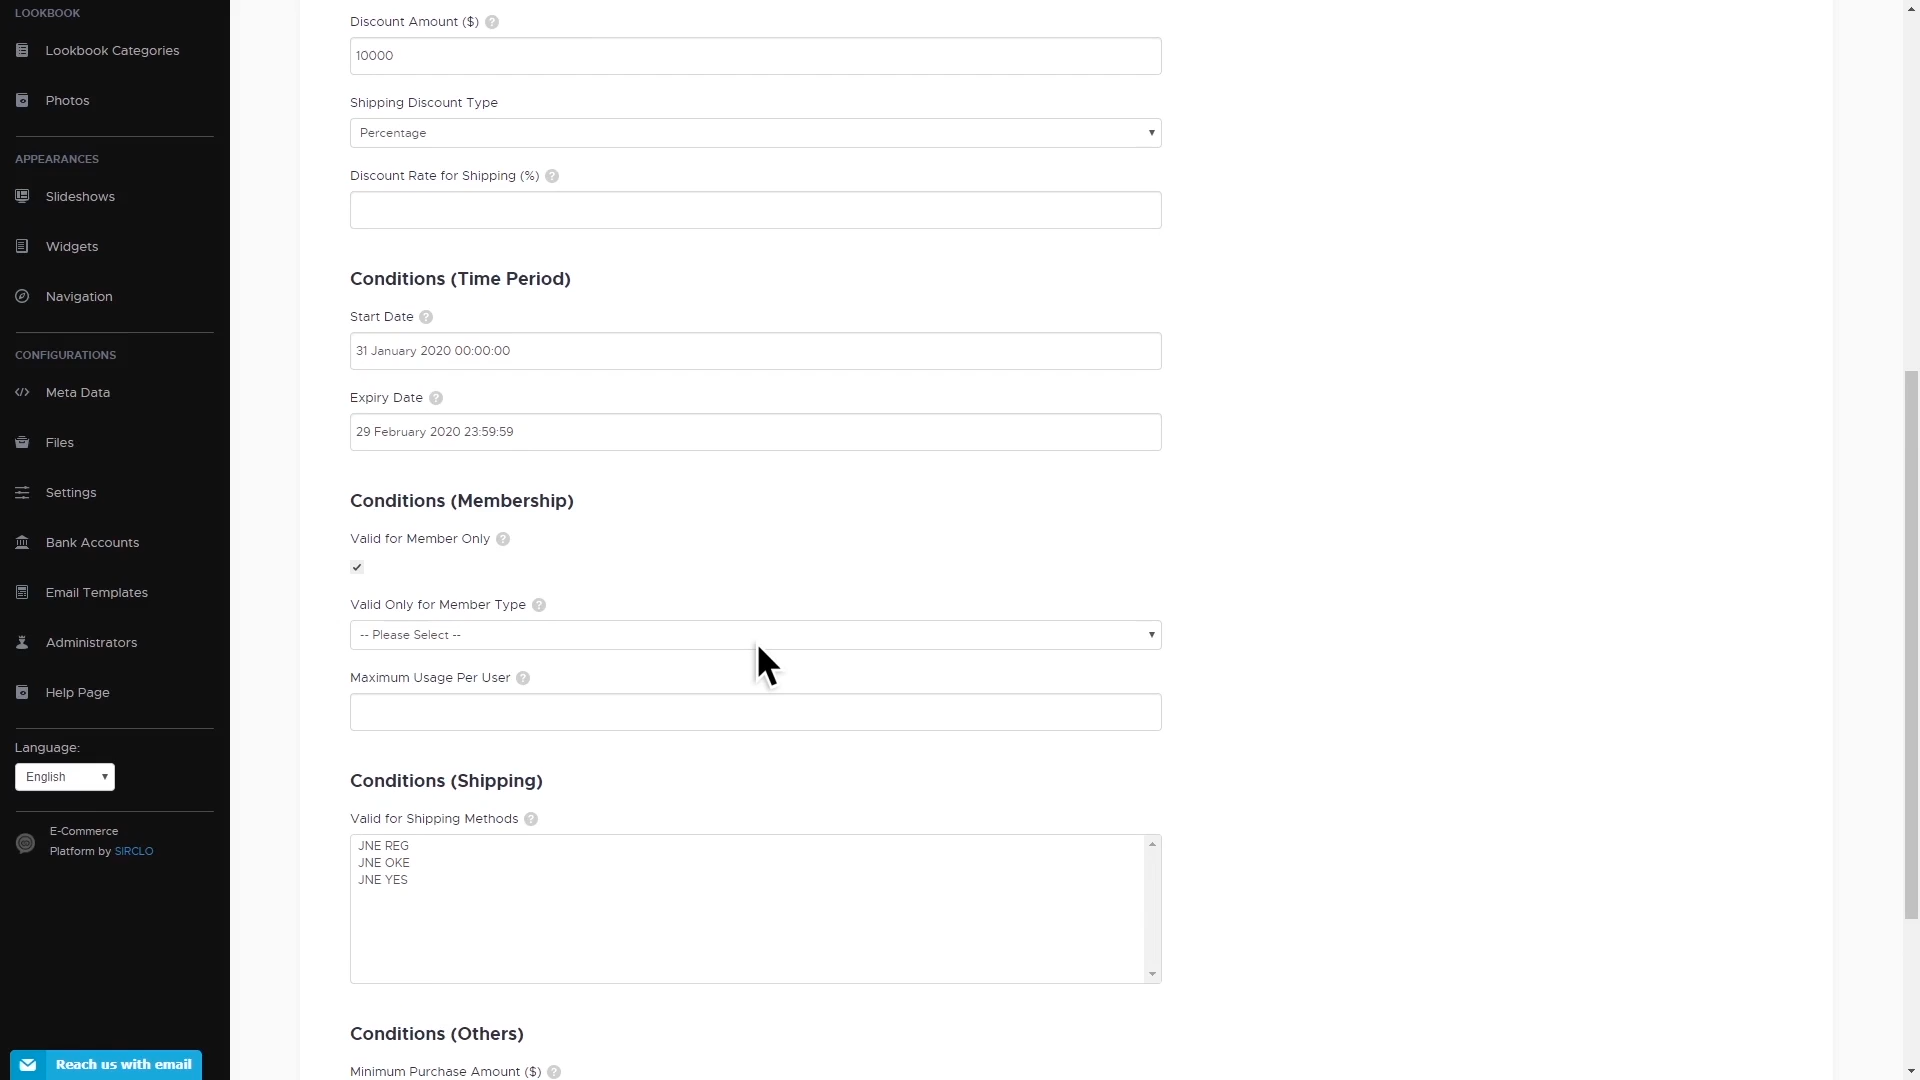 LOOKBOOK
Lookbook Categories
Photos
APPEARANCES
Slideshows
Widgets
Navigation
CONFIGURATIONS
Meta Data
Files
Settings
Bank Accounts
Email Templates
Administrators
Help Page
Language:
English
E-Commerce
Platform by SIRCLO
Reach us with email
Discount Amount ($) ?
10000
Shipping Discount Type
Percentage
Discount Rate for Shipping (%) ?
Conditions (Time Period)
Start Date ?
31 January 2020 00:00:00
Expiry Date ?
29 February 2020 23:59:59
Conditions (Membership)
Valid for Member Only ?
Valid Only for Member Type ?
-- Please Select --
Maximum Usage Per User ?
Conditions (Shipping)
Valid for Shipping Methods ?
JNE REG
JNE OKE
JNE YES
Conditions (Others)
Minimum Purchase Amount ($) ?